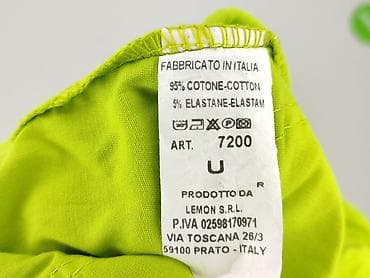 FABBRICATO IN ITALIA
95% COTONE-COTTON
5% ELASTANE-ELASTAM
ART. 7200
U
R
PRODOTTO DA
LEMON S.R.L.
P.IVA 02598170971
VIA TOSCANA 26/3
59100 PRATO - ITALY